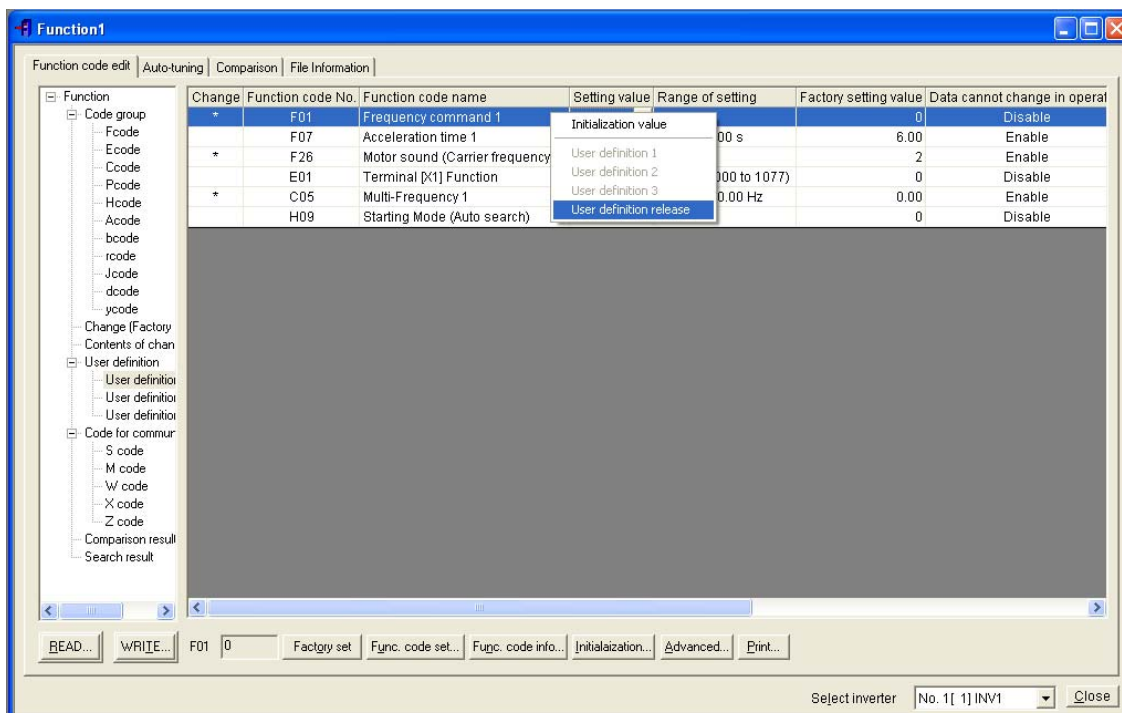 Function1
Function code edit Auto-tuning Comparison File Information
Function
Code group
Fcode
Ecode
Ccode
Pcode
Hcode
Acode
bcode
rcode
Jcode
dcode
ycode
Change (Factory
Contents of chan
User definition
User definition
User definition
User definition
Code for commur
S code
M code
W code
X code
Z code
Comparison result
Search result
Change Function code No. Function code name Setting value Range of setting Factory setting value Data cannot change in operat
* F01 Frequency command 1 0 Disable
F07 Acceleration time 1 00 s 6.00 Enable
* F26 Motor sound (Carrier frequency 2 Enable
E01 Terminal [X1] Function 000 to 1077) 0 Disable
* C05 Multi-Frequency 1 0.00 Hz 0.00 Enable
H09 Starting Mode (Auto search) 0 Disable
Initialization value
User definition 1
User definition 2
User definition 3
User definition release
READ... WRITE... F01 0 Factory set Func. code set... Func. code info... Initialaization... Advanced... Print...
Select inverter No. 1[ 1] INV1 Close